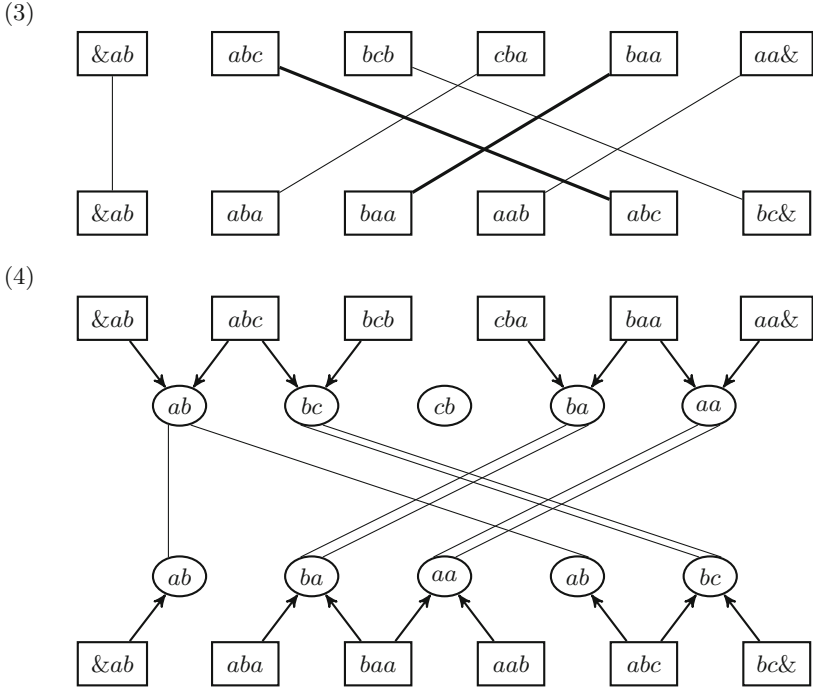 (3)
&ab abc bcb cba baa aa&
&ab aba baa aab abc bc&
(4)
&ab abc bcb cba baa aa&
ab bc cb ba aa
ab ba aa ab bc
&ab aba baa aab abc bc&